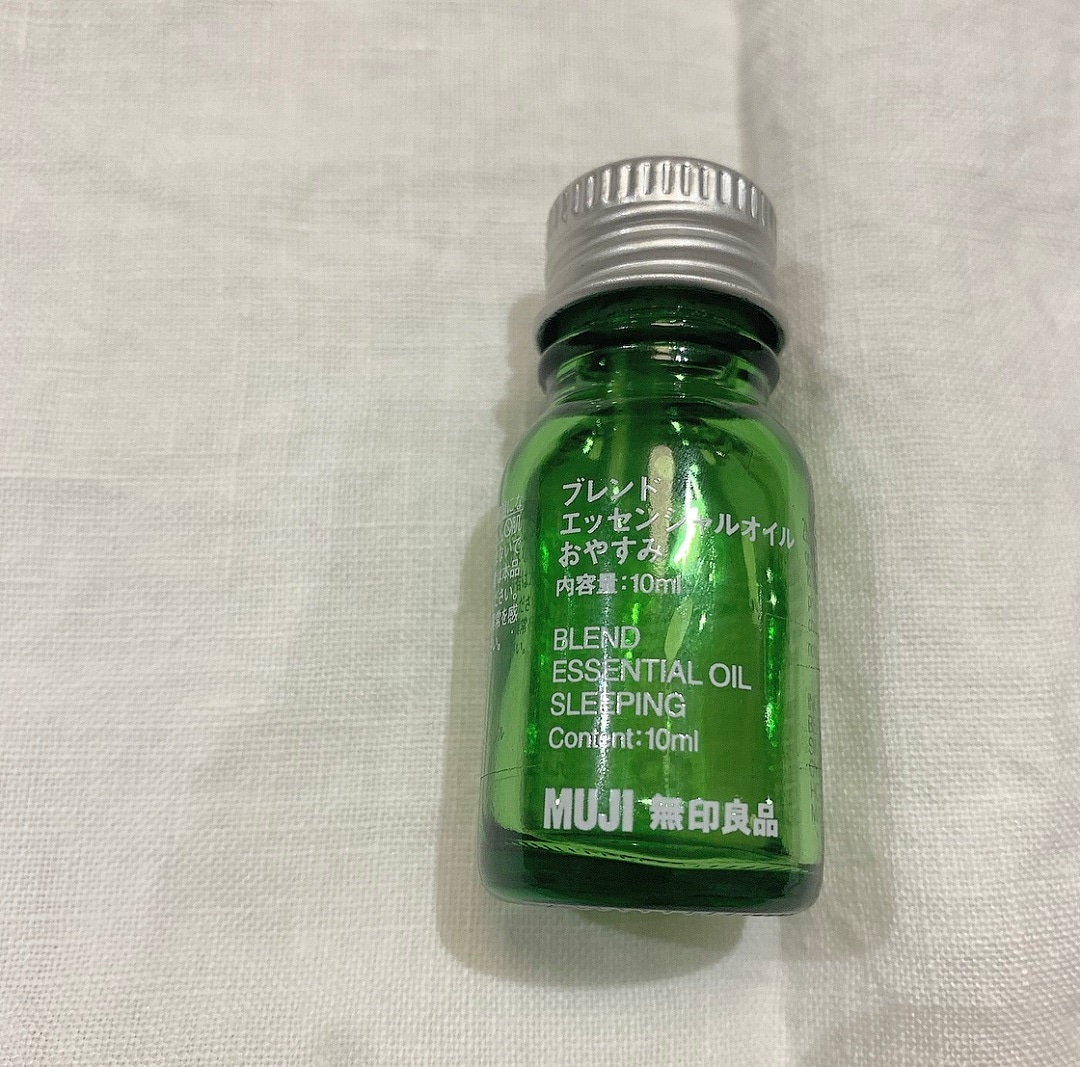 ブレンド
エッセンシャルオイル
おやすみ
内容量:10ml
BLEND
ESSENTIAL OIL
SLEEPING
Content:10ml
MUJI 無印良品